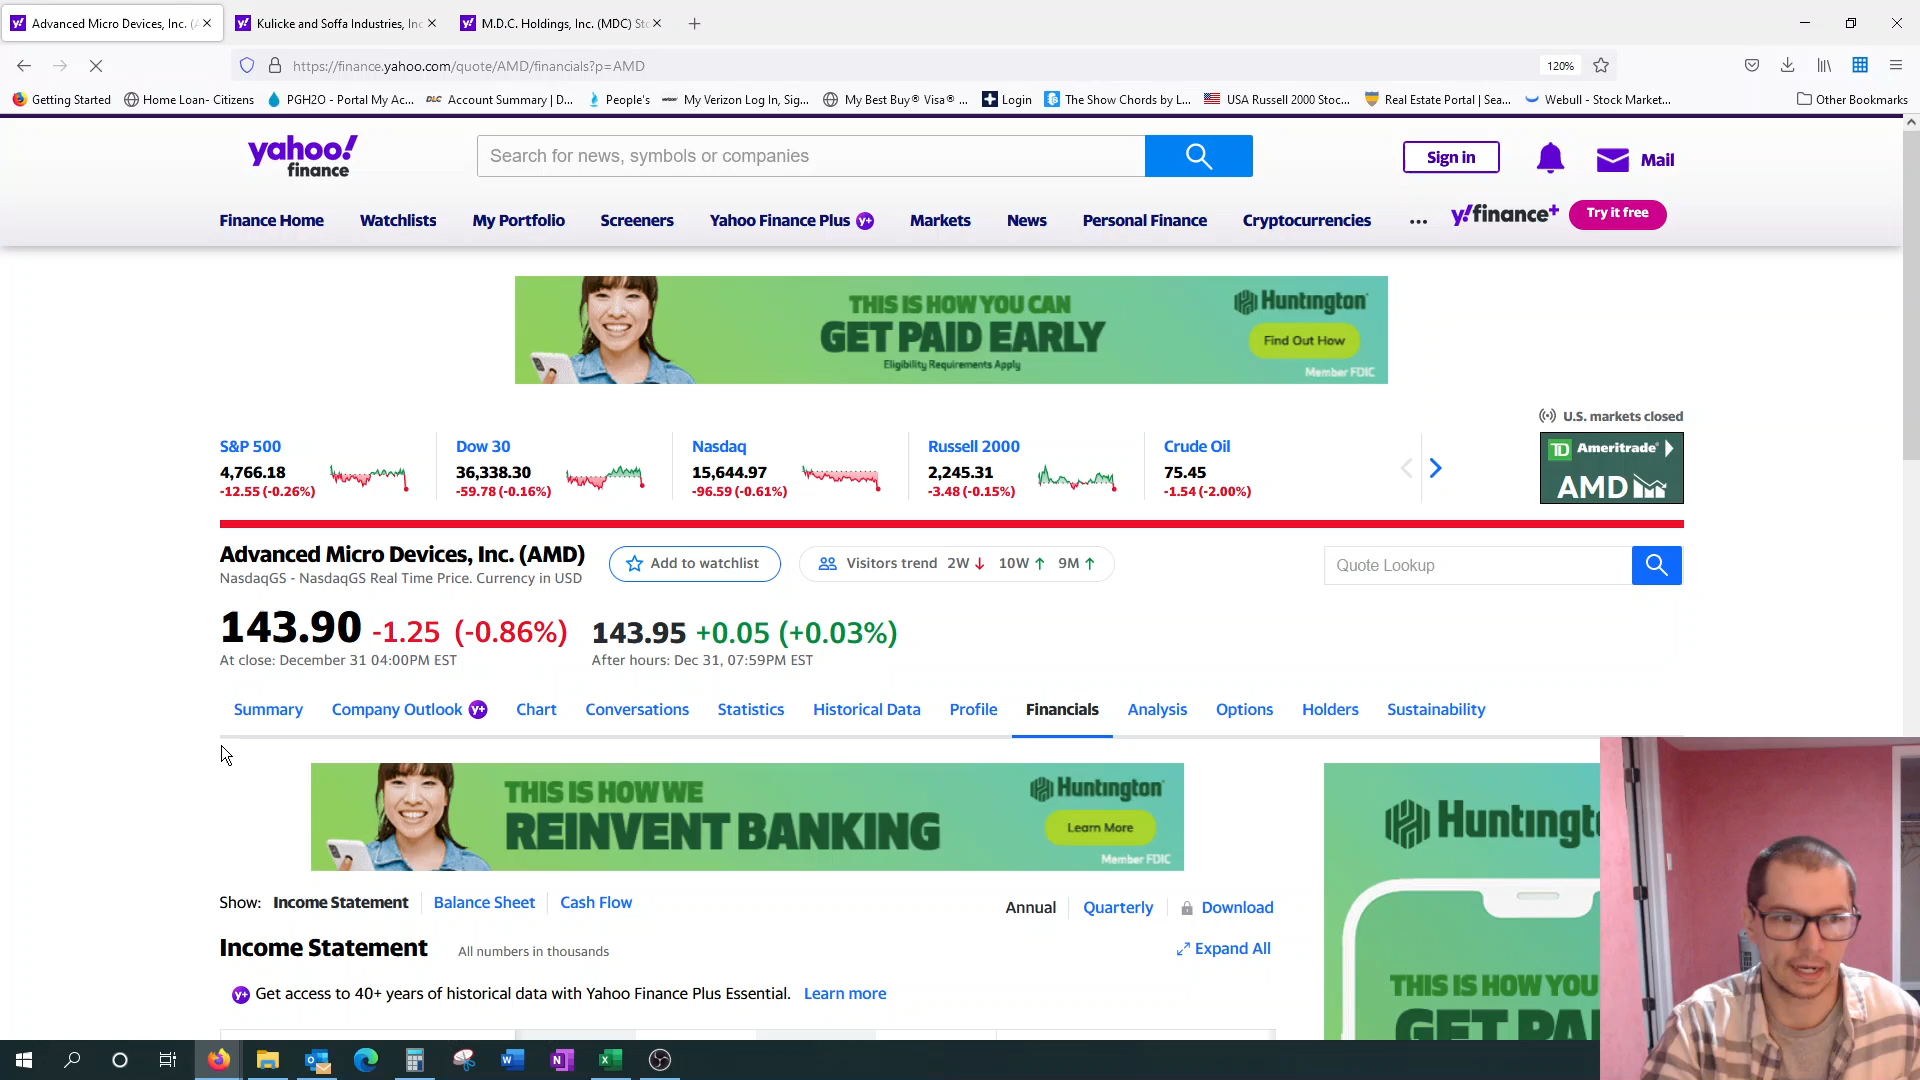 Advanced Micro Devices, Inc. (A
Kulicke and Soffa Industries, Inc
M.D.C. Holdings, Inc. (MDC) Sto
https://finance.yahoo.com/quote/AMD/financials?p=AMD
120%
Getting Started
Home Loan- Citizens
PGH2O - Portal My Ac...
DLC Account Summary | D...
People's
My Verizon Log In, Sig...
My Best Buy® Visa® ...
Login
The Show Chords by L...
USA Russell 2000 Stoc...
Real Estate Portal | Sea...
Webull - Stock Market...
Other Bookmarks
yahoo!
finance
Search for news, symbols or companies
Sign in
Mail
Finance Home
Watchlists
My Portfolio
Screeners
Yahoo Finance Plus y+
Markets
News
Personal Finance
Cryptocurrencies
...
y!finance+
Try it free
THIS IS HOW YOU CAN
GET PAID EARLY
Eligibility Requirements Apply
Huntington
Find Out How
Member FDIC
U.S. markets closed
S&P 500
4,766.18
-12.55 (-0.26%)
Dow 30
36,338.30
-59.78 (-0.16%)
Nasdaq
15,644.97
-96.59 (-0.61%)
Russell 2000
2,245.31
-3.48 (-0.15%)
Crude Oil
75.45
-1.54 (-2.00%)
TD Ameritrade
AMD
Advanced Micro Devices, Inc. (AMD)
NasdaqGS - NasdaqGS Real Time Price. Currency in USD
Add to watchlist
Visitors trend 2W ↓ 10W ↑ 9M ↑
Quote Lookup
143.90 -1.25 (-0.86%)
At close: December 31 04:00PM EST
143.95 +0.05 (+0.03%)
After hours: Dec 31, 07:59PM EST
Summary
Company Outlook y+
Chart
Conversations
Statistics
Historical Data
Profile
Financials
Analysis
Options
Holders
Sustainability
THIS IS HOW WE
REINVENT BANKING
Huntington
Learn More
Member FDIC
Huntingt
THIS IS HOW YOU
GET PA
Show: Income Statement
Balance Sheet
Cash Flow
Annual
Quarterly
Download
Income Statement
All numbers in thousands
Expand All
y+ Get access to 40+ years of historical data with Yahoo Finance Plus Essential. Learn more